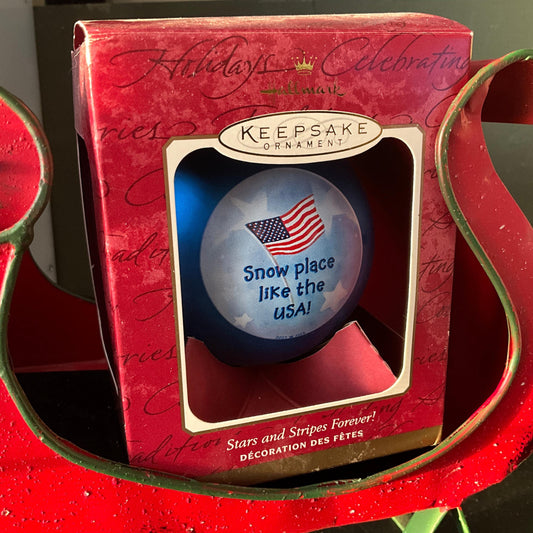 Holidays Celebrating
Hallmark
KEEPSAKE
ORNAMENT
Snow place
like the
USA!
Stars and Stripes Forever!
DÉCORATION DES FÊTES